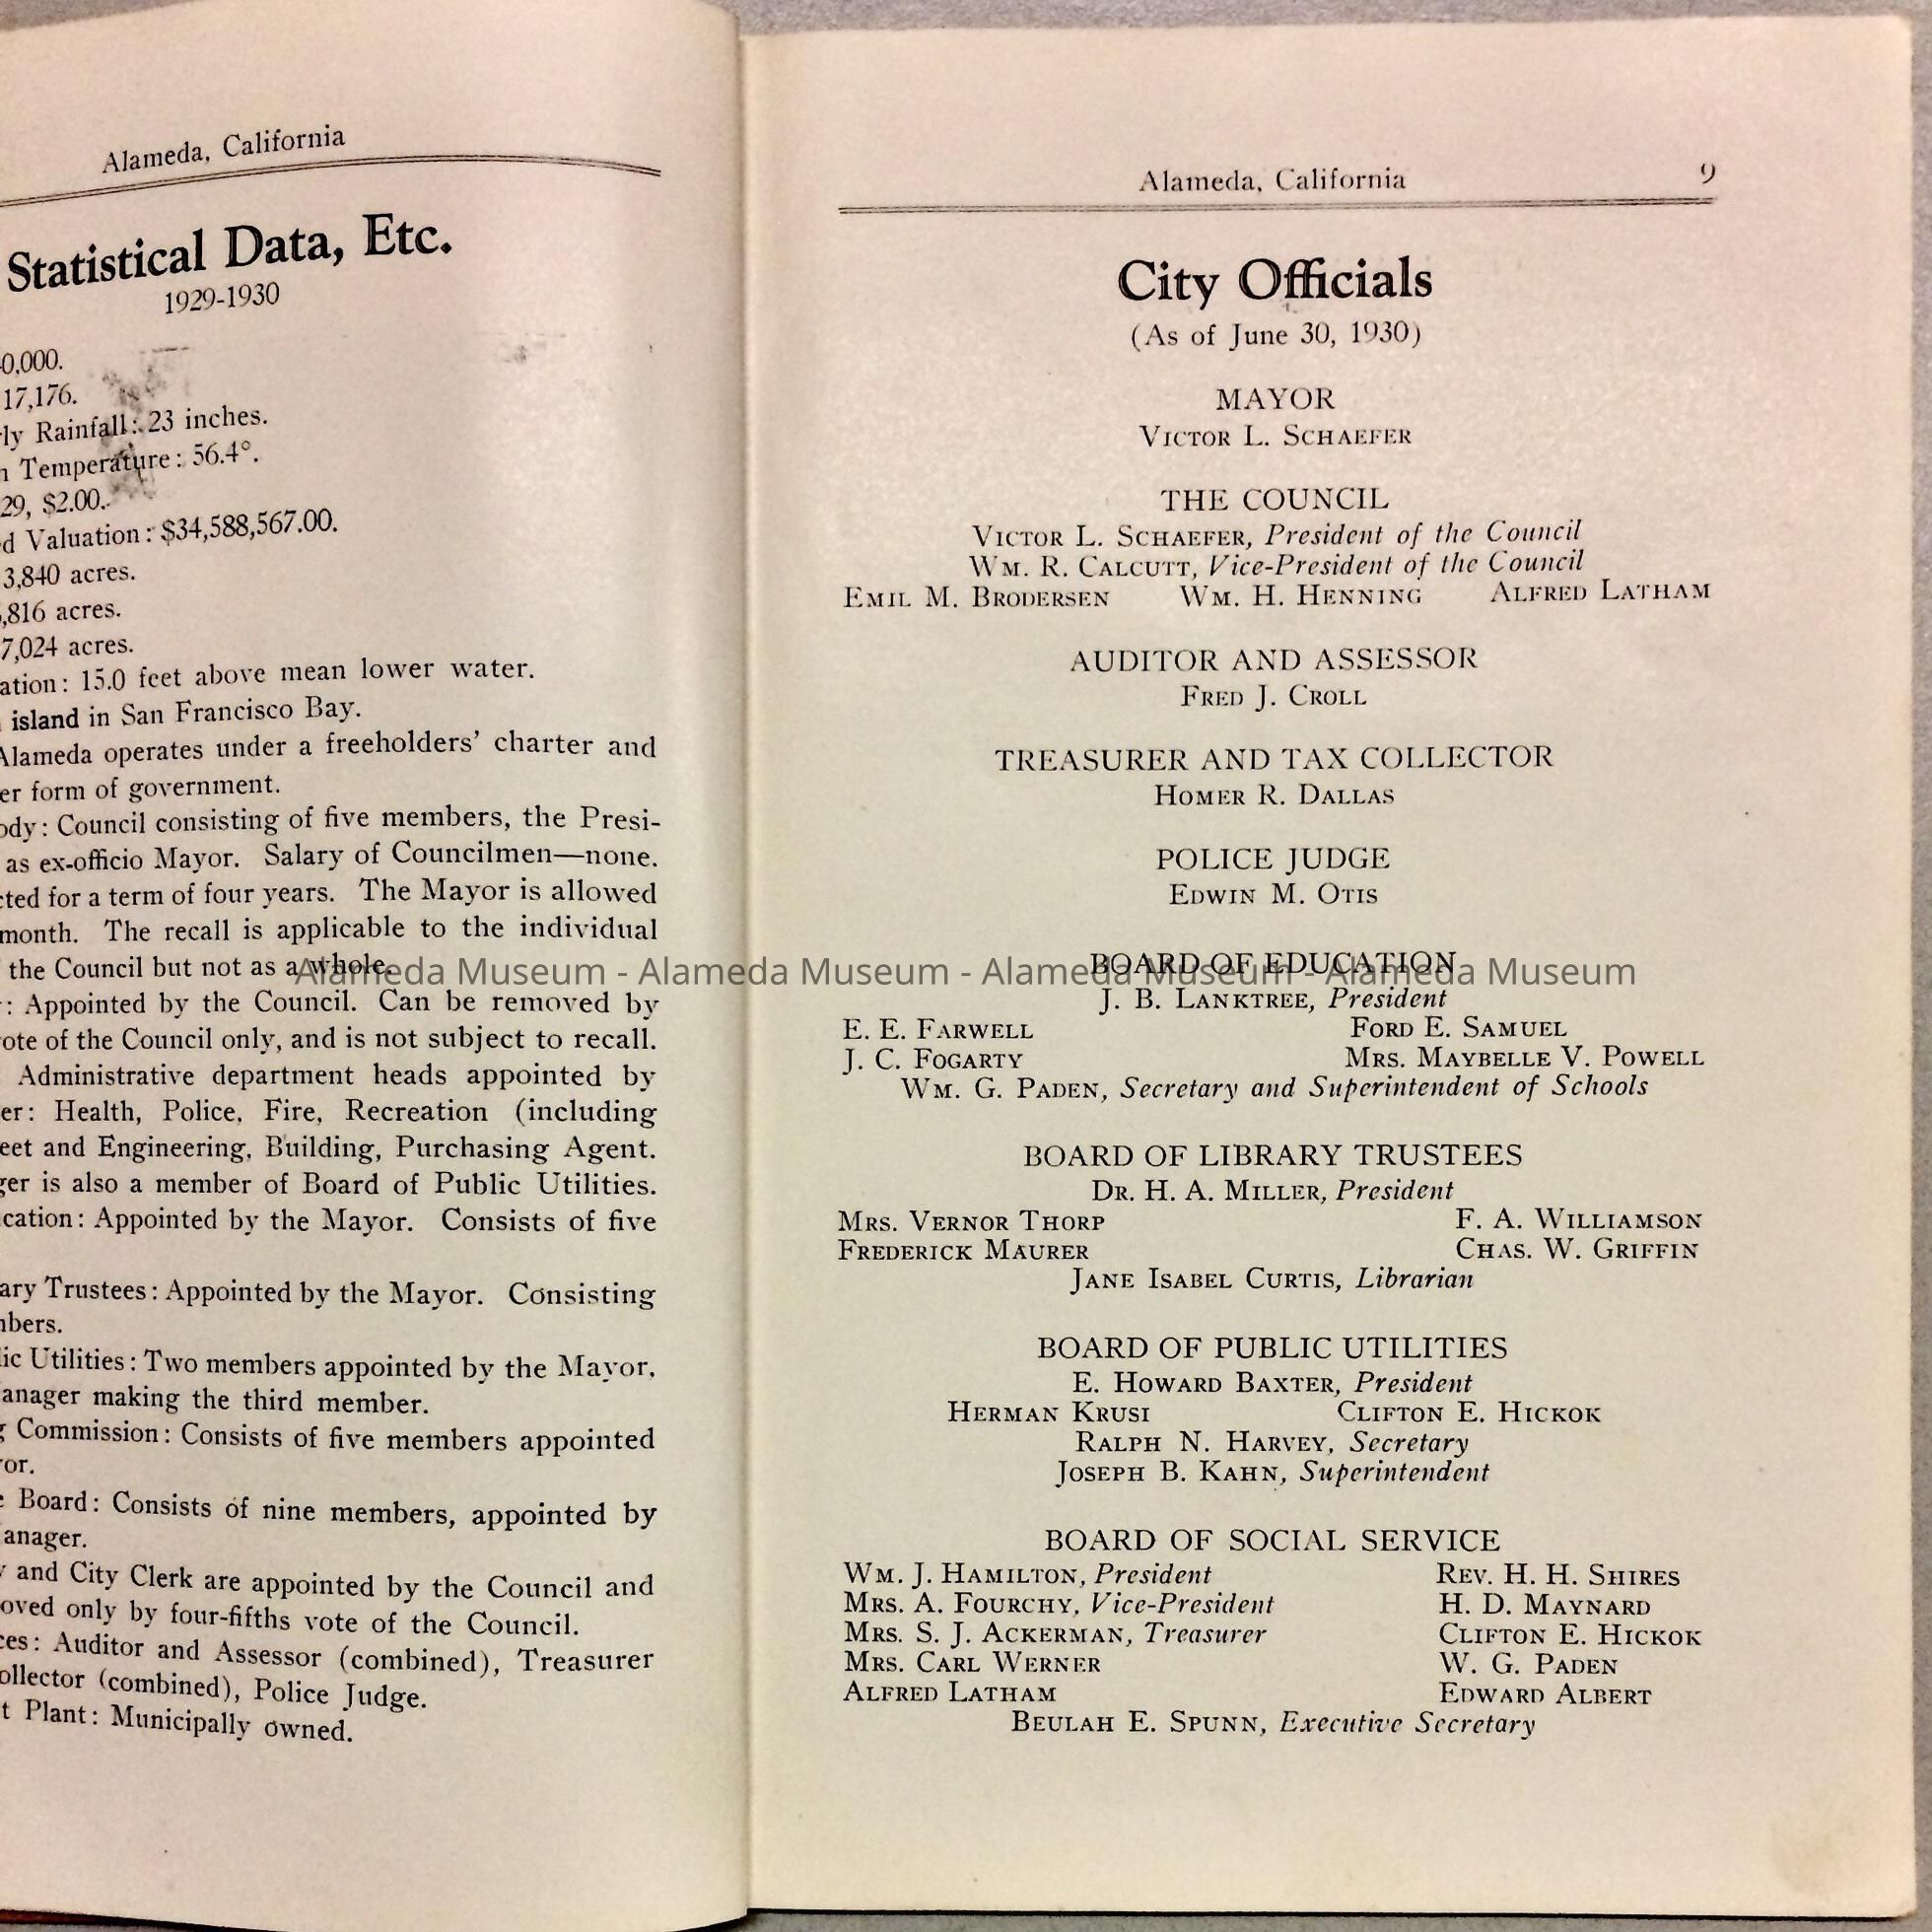 Alameda, California
Statistical Data, Etc.
1929-1930
0,000.
17,176.
ly Rainfall: 23 inches.
n Temperature: 56.4°.
29, $2.00.
d Valuation: $34,588,567.00.
3,840 acres.
,816 acres.
7,024 acres.
ation: 15.0 feet above mean lower water.
island in San Francisco Bay.
Alameda operates under a freeholders' charter and
er form of government.
ody: Council consisting of five members, the Presi-
as ex-officio Mayor. Salary of Councilmen—none.
cted for a term of four years. The Mayor is allowed
month. The recall is applicable to the individual
the Council but not as a whole.
: Appointed by the Council. Can be removed by
ote of the Council only, and is not subject to recall.
Administrative department heads appointed by
er: Health, Police, Fire, Recreation (including
eet and Engineering, Building, Purchasing Agent.
ger is also a member of Board of Public Utilities.
cation: Appointed by the Mayor. Consists of five
ary Trustees: Appointed by the Mayor. Consisting
nbers.
lic Utilities: Two members appointed by the Mayor,
anager making the third member.
g Commission: Consists of five members appointed
or.
e Board: Consists of nine members, appointed by
anager.
y and City Clerk are appointed by the Council and
oved only by four-fifths vote of the Council.
ces: Auditor and Assessor (combined), Treasurer
ollector (combined), Police Judge.
t Plant: Municipally owned.
Alameda, California 9
City Officials
(As of June 30, 1930)
MAYOR
VICTOR L. SCHAEFER
THE COUNCIL
VICTOR L. SCHAEFER, President of the Council
WM. R. CALCUTT, Vice-President of the Council
EMIL M. BRODERSEN WM. H. HENNING ALFRED LATHAM
AUDITOR AND ASSESSOR
FRED J. CROLL
TREASURER AND TAX COLLECTOR
HOMER R. DALLAS
POLICE JUDGE
EDWIN M. OTIS
BOARD OF EDUCATION
Alameda Museum - Alameda Museum - Alameda Museum - Alameda Museum
J. B. LANKTREE, President
E. E. FARWELL FORD E. SAMUEL
J. C. FOGARTY MRS. MAYBELLE V. POWELL
WM. G. PADEN, Secretary and Superintendent of Schools
BOARD OF LIBRARY TRUSTEES
DR. H. A. MILLER, President
MRS. VERNOR THORP F. A. WILLIAMSON
FREDERICK MAURER CHAS. W. GRIFFIN
JANE ISABEL CURTIS, Librarian
BOARD OF PUBLIC UTILITIES
E. HOWARD BAXTER, President
HERMAN KRUSI CLIFTON E. HICKOK
RALPH N. HARVEY, Secretary
JOSEPH B. KAHN, Superintendent
BOARD OF SOCIAL SERVICE
WM. J. HAMILTON, President REV. H. H. SHIRES
MRS. A. FOURCHY, Vice-President H. D. MAYNARD
MRS. S. J. ACKERMAN, Treasurer CLIFTON E. HICKOK
MRS. CARL WERNER W. G. PADEN
ALFRED LATHAM EDWARD ALBERT
BEULAH E. SPUNN, Executive Secretary